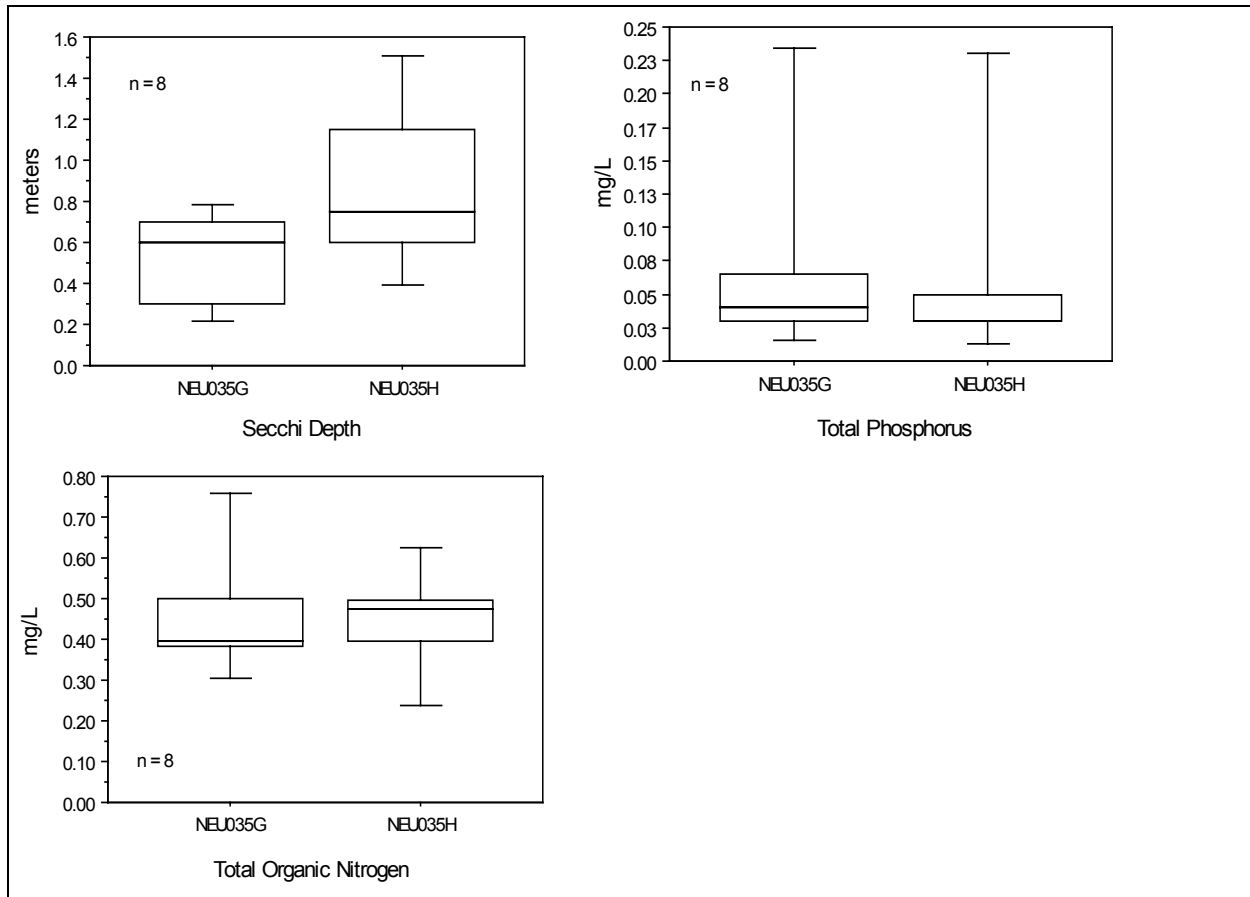 1.6
1.4
1.2
1.0
0.8
0.6
0.4
0.2
0.0
meters
n = 8
NEU035G NEU035H
Secchi Depth
0.25
0.23
0.20
0.17
0.15
0.13
0.10
0.08
0.05
0.03
0.00
mg/L
n = 8
NEU035G NEU035H
Total Phosphorus
0.80
0.70
0.60
0.50
0.40
0.30
0.20
0.10
0.00
mg/L
n = 8
NEU035G NEU035H
Total Organic Nitrogen